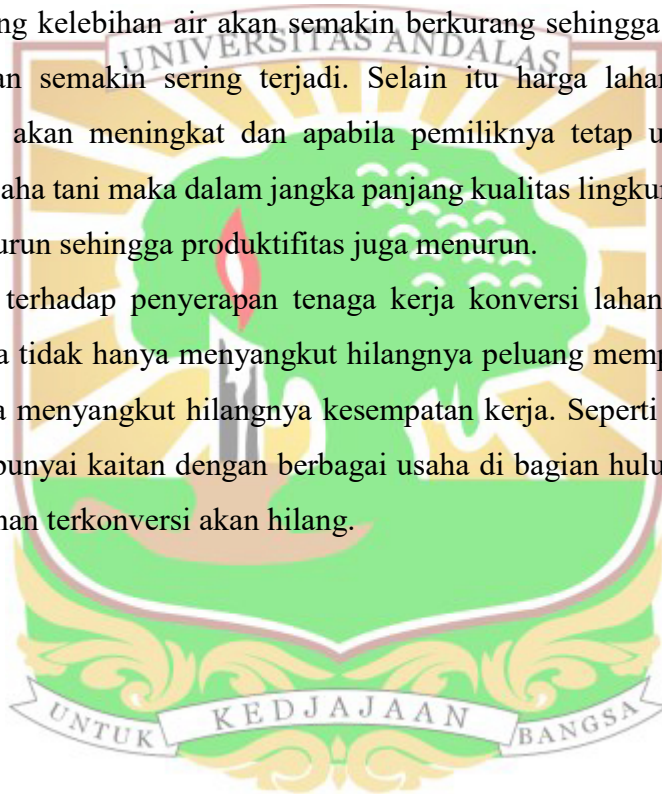 ng kelebihan air akan semakin berkurang sehingga
UNIVERSITAS ANDALAS
an semakin sering terjadi. Selain itu harga lahan
akan meningkat dan apabila pemiliknya tetap u
aha tani maka dalam jangka panjang kualitas lingku
urun sehingga produktifitas juga menurun.
terhadap penyerapan tenaga kerja konversi lahan
a tidak hanya menyangkut hilangnya peluang memp
a menyangkut hilangnya kesempatan kerja. Seperti
punyai kaitan dengan berbagai usaha di bagian hulu
han terkonversi akan hilang.
UNTUK KEDJAJAAN BANGSA